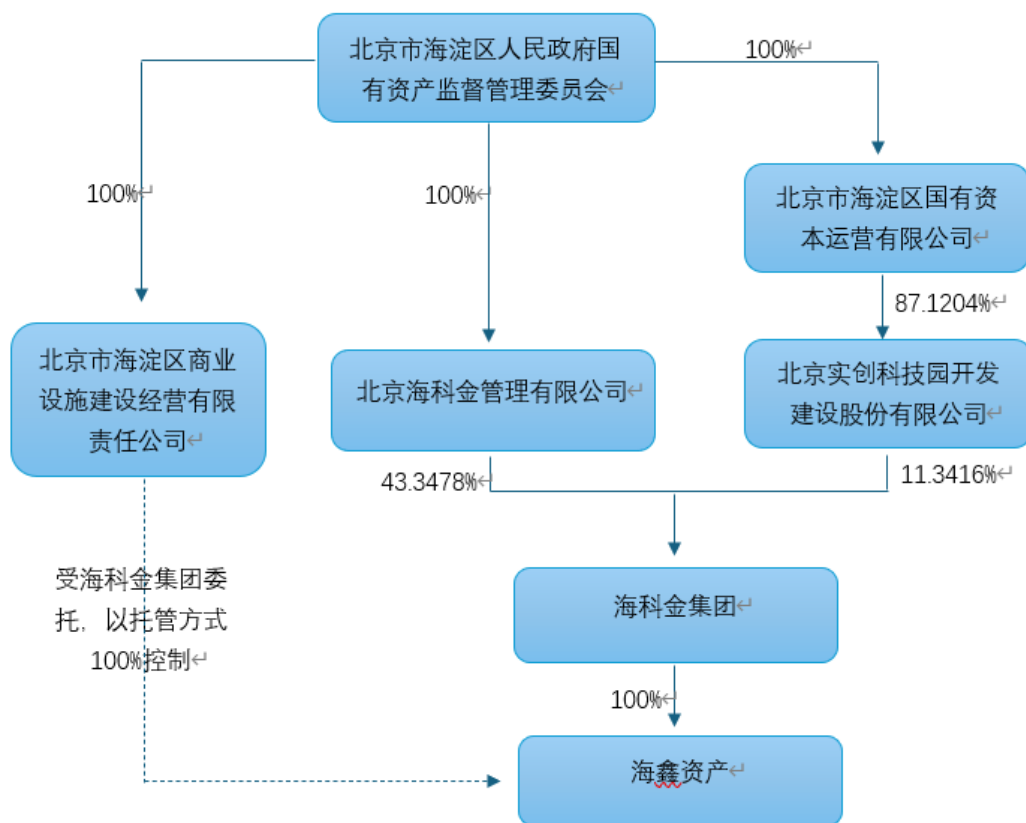 北京市海淀区人民政府国
有资产监督管理委员会↵
100%↵
100%↵
100%↵
北京市海淀区国有资
本运营有限公司↵
87.1204%↵
北京市海淀区商业
设施建设经营有限
责任公司↵
北京海科金管理有限公司↵
北京实创科技园开发
建设股份有限公司↵
43.3478%↵
11.3416%↵
受海科金集团委
托，以托管方式
100%控制↵
海科金集团↵
100%↵
海鑫资产↵